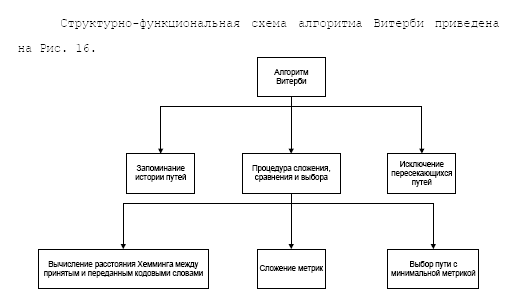 Структурно-функциональная схема алгоритма Витерби приведена
на Рис. 16.
Алгоритм
Витерби
Запоминание
истории путей
Процедура сложения,
сравнения и выбора
Исключение
пересекающихся
путей
Вычисление расстояния Хемминга между
принятым и переданным кодовыми словами
Сложение метрик
Выбор пути с
минимальной метрикой